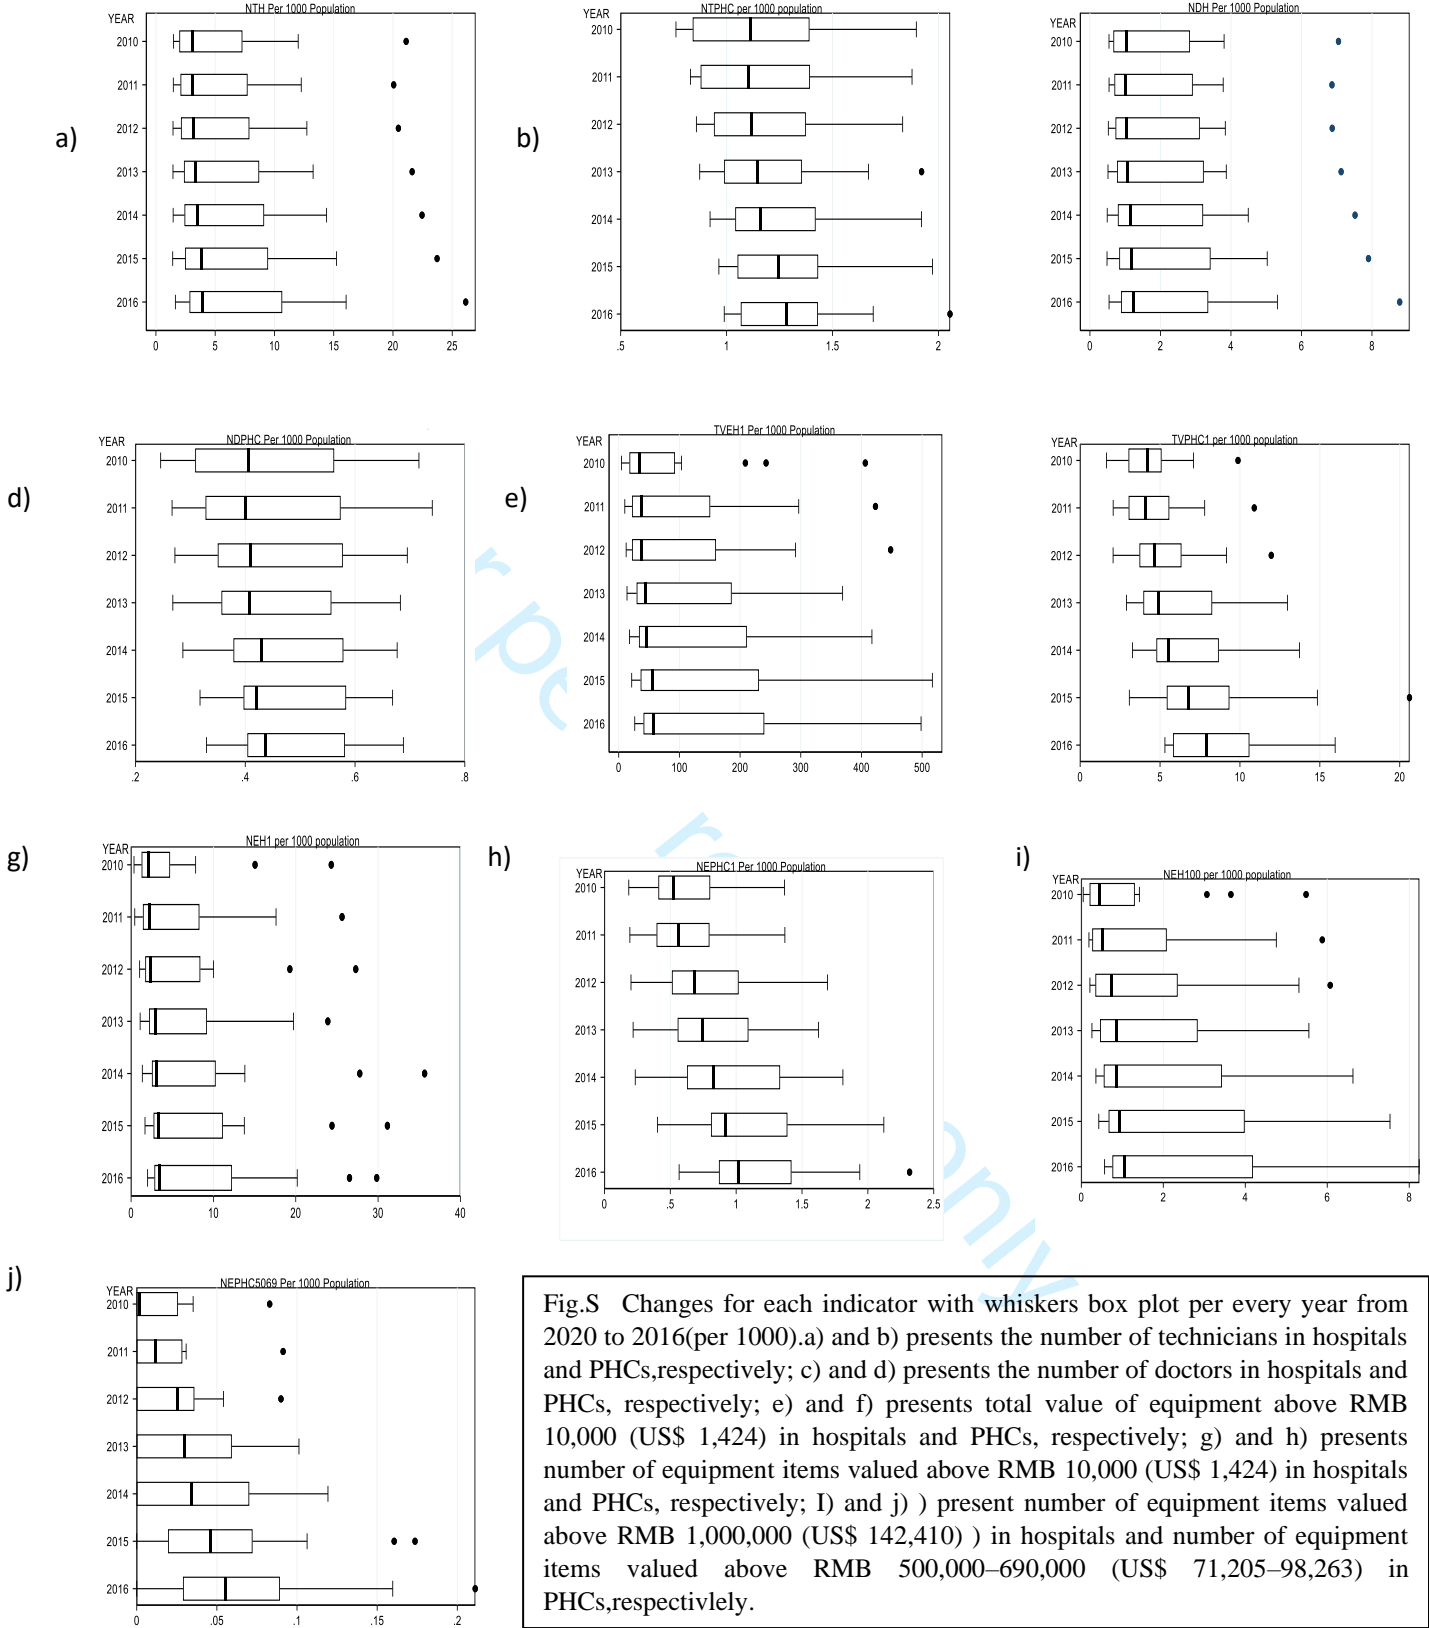 NTH Per 1000 Population
YEAR
2010
2011
2012
2013
2014
2015
2016
0 5 10 15 20 25
a)
NTPHC per 1000 population
YEAR
2010
2011
2012
2013
2014
2015
2016
.5 1 1.5 2
b)
NDH Per 1000 Population
YEAR
2010
2011
2012
2013
2014
2015
2016
0 2 4 6 8
NDPHC Per 1000 Population
YEAR
2010
2011
2012
2013
2014
2015
2016
.2 .4 .6 .8
d)
TVEH1 Per 1000 Population
YEAR
2010
2011
2012
2013
2014
2015
2016
0 100 200 300 400 500
e)
TVPHC1 per 1000 population
YEAR
2010
2011
2012
2013
2014
2015
2016
0 5 10 15 20
g)
NEH1 per 1000 population
YEAR
2010
2011
2012
2013
2014
2015
2016
0 10 20 30 40
h)
NEPHC1 Per 1000 Population
YEAR
2010
2011
2012
2013
2014
2015
2016
0 .5 1 1.5 2 2.5
i)
NEH100 per 1000 population
YEAR
2010
2011
2012
2013
2014
2015
2016
0 2 4 6 8
j)
NEPHC5069 Per 1000 Population
YEAR
2010
2011
2012
2013
2014
2015
2016
0 .05 .1 .15 .2
Fig.S Changes for each indicator with whiskers box plot per every year from
2020 to 2016(per 1000).a) and b) presents the number of technicians in hospitals
and PHCs,respectively; c) and d) presents the number of doctors in hospitals and
PHCs, respectively; e) and f) presents total value of equipment above RMB
10,000 (US$ 1,424) in hospitals and PHCs, respectively; g) and h) presents
number of equipment items valued above RMB 10,000 (US$ 1,424) in hospitals
and PHCs, respectively; I) and j) ) present number of equipment items valued
above RMB 1,000,000 (US$ 142,410) ) in hospitals and number of equipment
items valued above RMB 500,000–690,000 (US$ 71,205–98,263) in
PHCs,respectivlely.
only